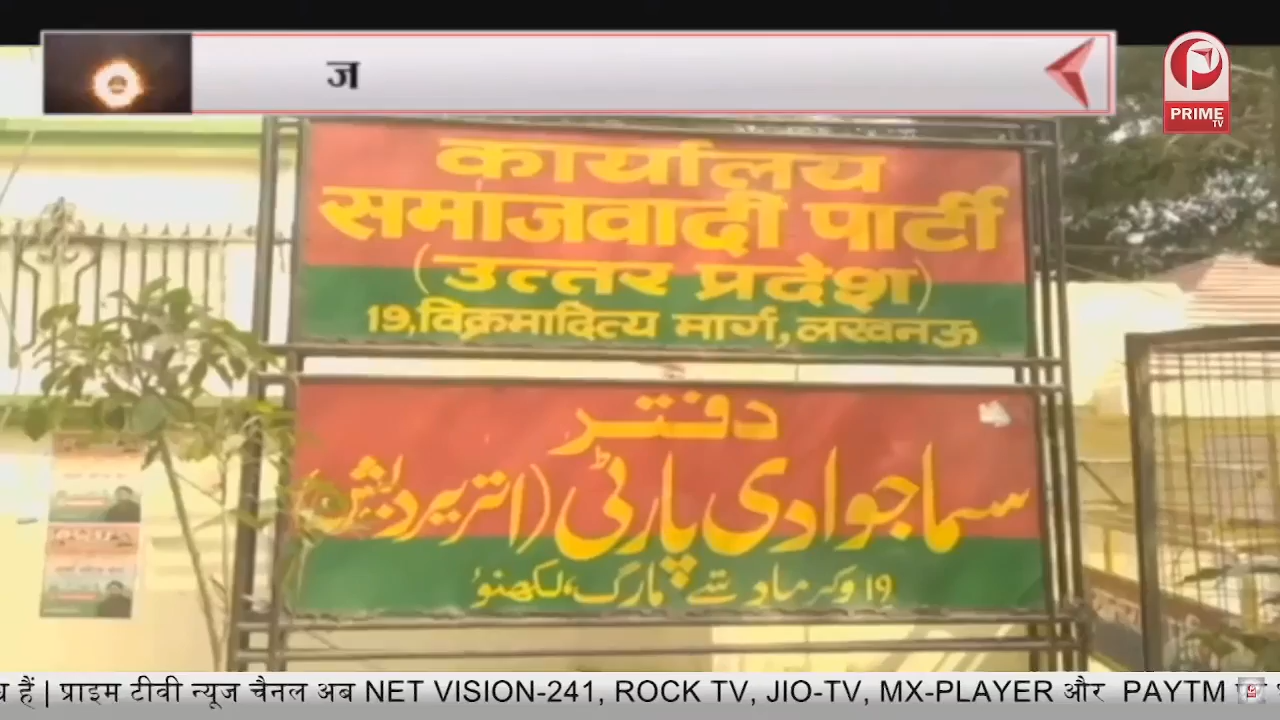 ज
PRIME
TV
कार्यालय
समाजवादी पार्टी
(उत्तर प्रदेश)
19,विक्रमादित्य मार्ग,लखनऊ
دفتر
سماجوادی پارٹی (اترپردیش)
19 وکرمادتیے مارگ، لکھنؤ
हैं | प्राइम टीवी न्यूज चैनल अब NET VISION-241, ROCK TV, JIO-TV, MX-PLAYER और PAYTM